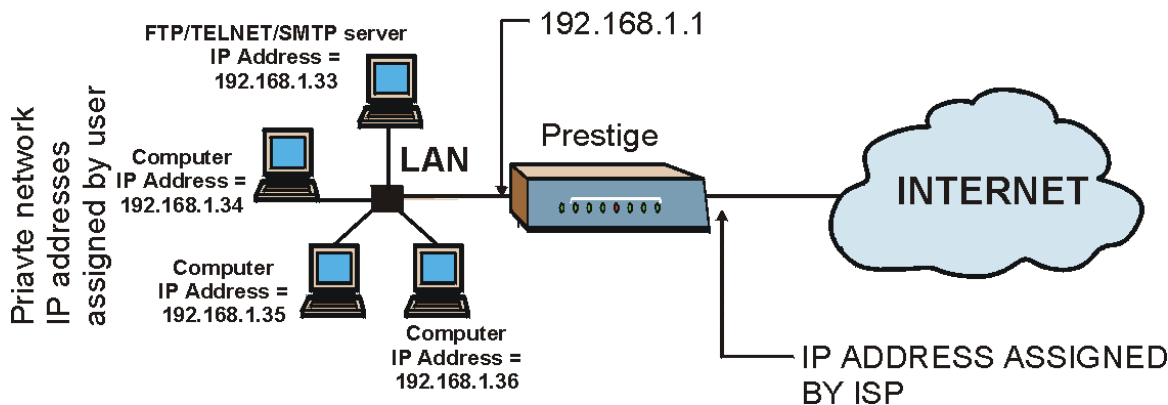 FTP/TELNET/SMTP server
IP Address =
192.168.1.33
192.168.1.1
Priavte network
IP addresses
assigned by user
Computer
IP Address =
192.168.1.34
LAN
Prestige
INTERNET
Computer
IP Address =
192.168.1.35
Computer
IP Address =
192.168.1.36
IP ADDRESS ASSIGNED
BY ISP